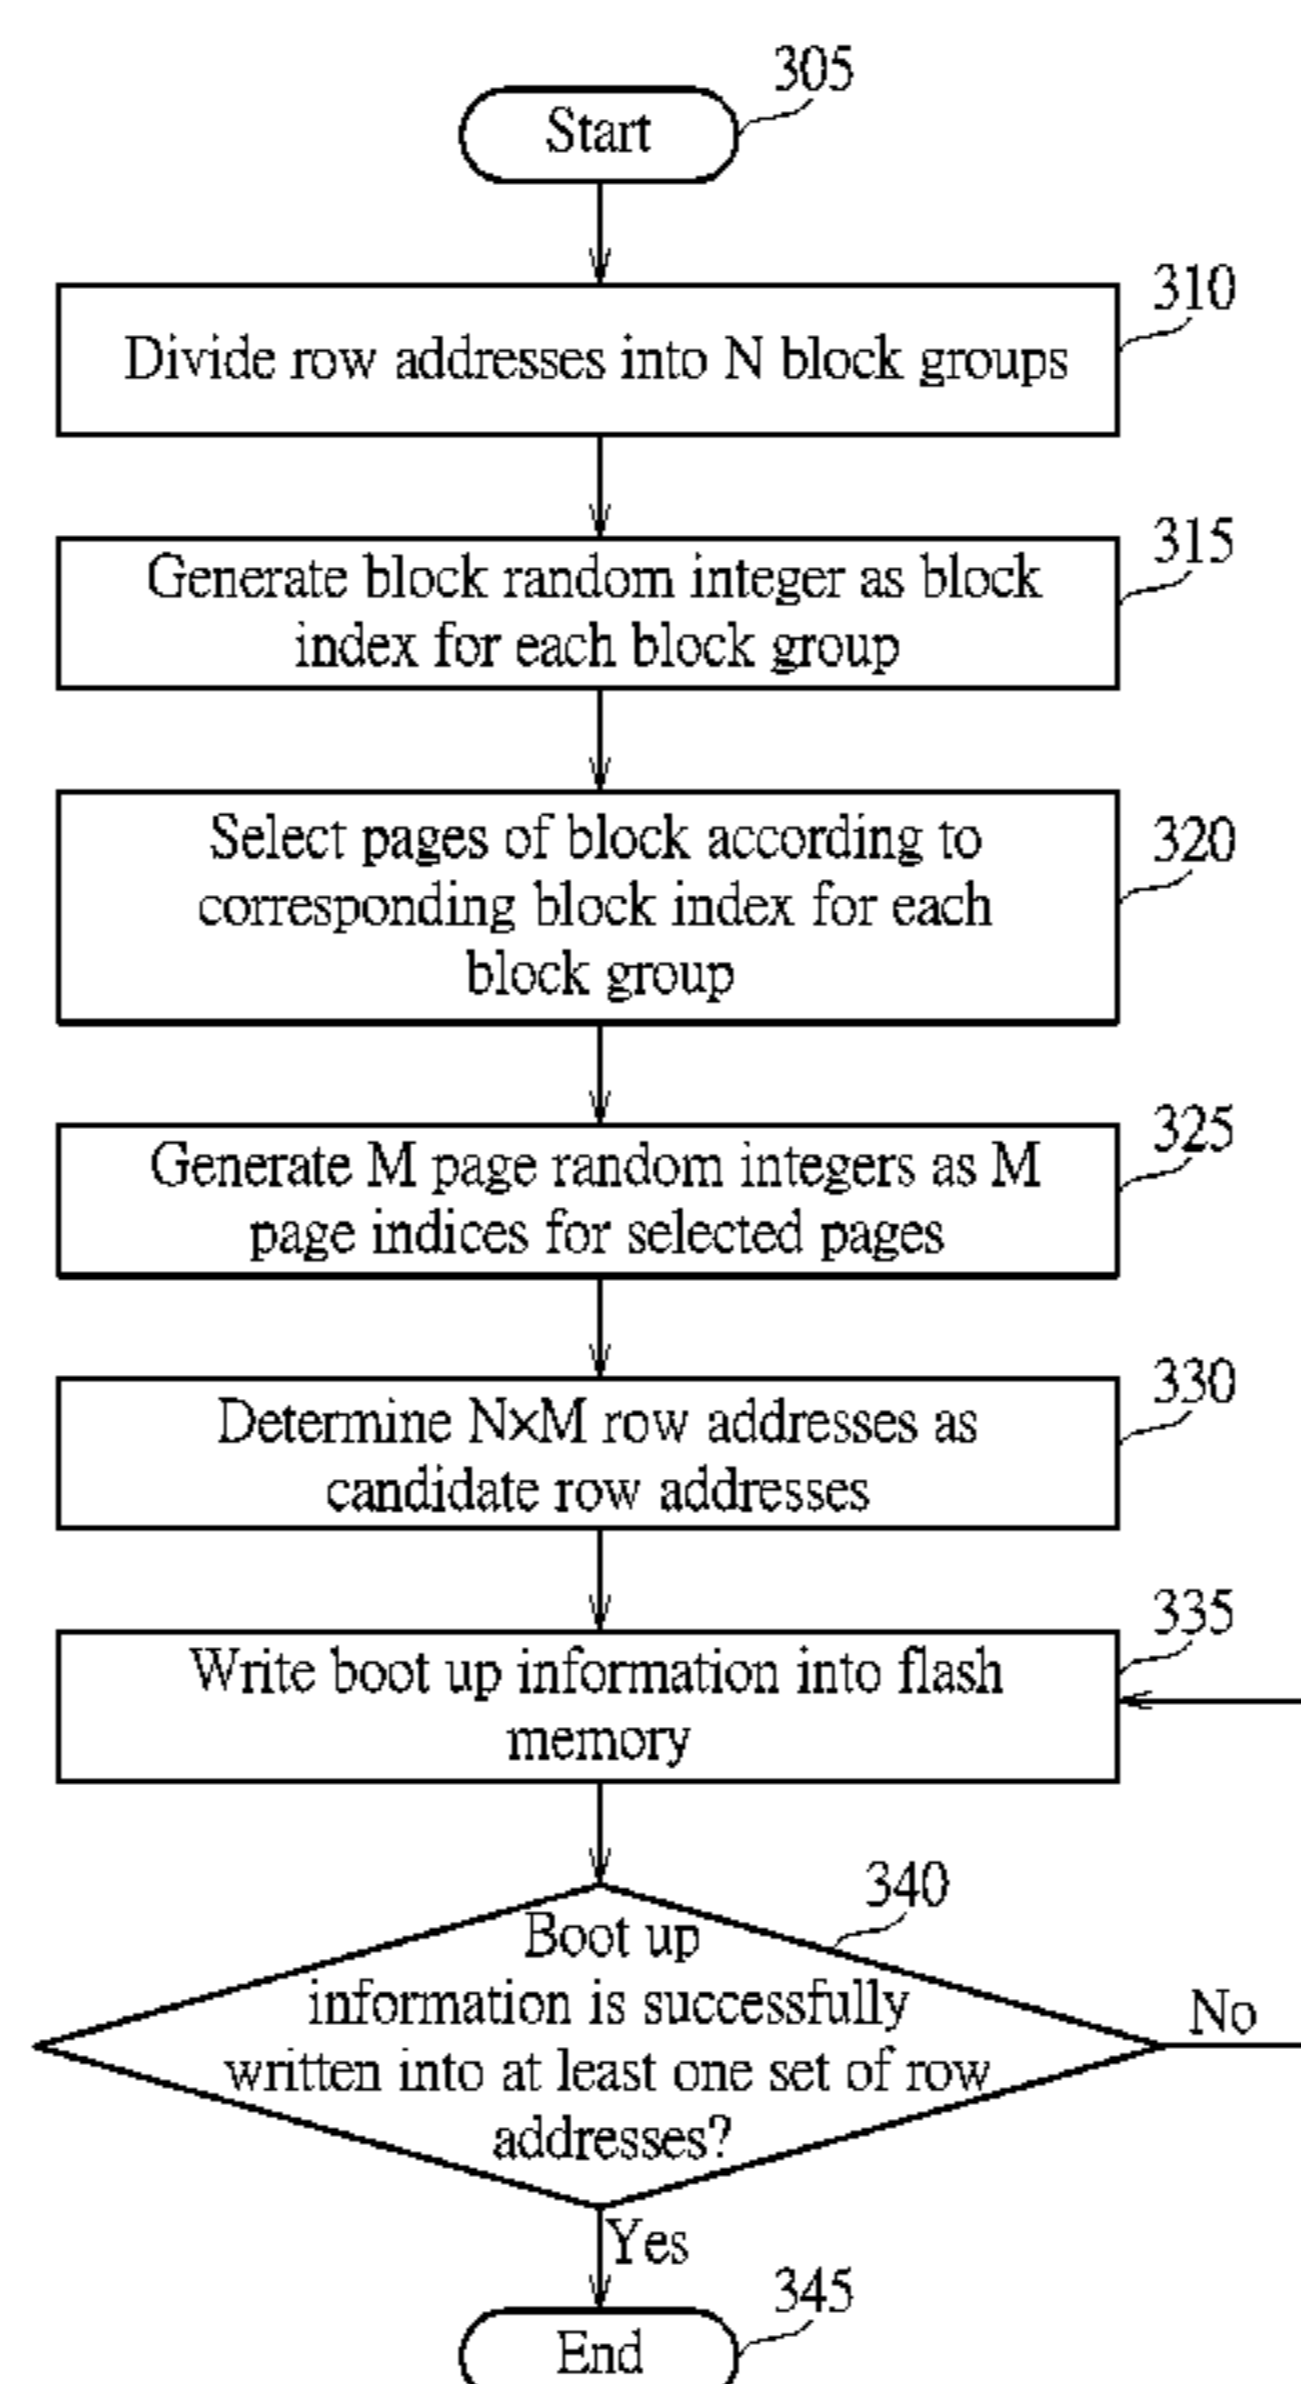 305
Start
310
Divide row addresses into N block groups
315
Generate block random integer as block
index for each block group
320
Select pages of block according to
corresponding block index for each
block group
325
Generate M page random integers as M
page indices for selected pages
330
Determine N×M row addresses as
candidate row addresses
335
Write boot up information into flash
memory
340
Boot up
information is successfully
written into at least one set of row
addresses?
No
Yes
345
End